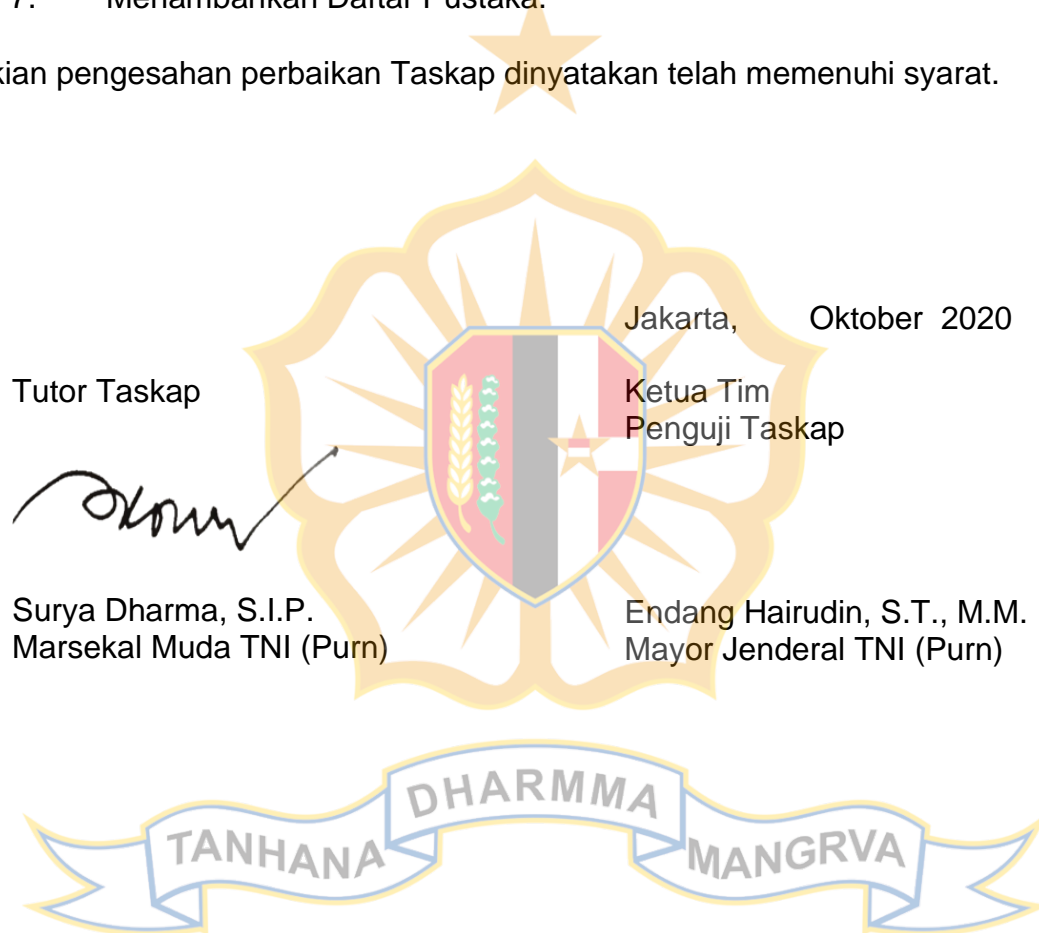 7. Menambahkan Daftar Pustaka.
kian pengesahan perbaikan Taskap dinyatakan telah memenuhi syarat.
Jakarta, Oktober 2020
Tutor Taskap
Ketua Tim
Penguji Taskap
Surya Dharma, S.I.P.
Marsekal Muda TNI (Purn)
Endang Hairudin, S.T., M.M.
Mayor Jenderal TNI (Purn)
TANHANA DHARMMA MANGRVA